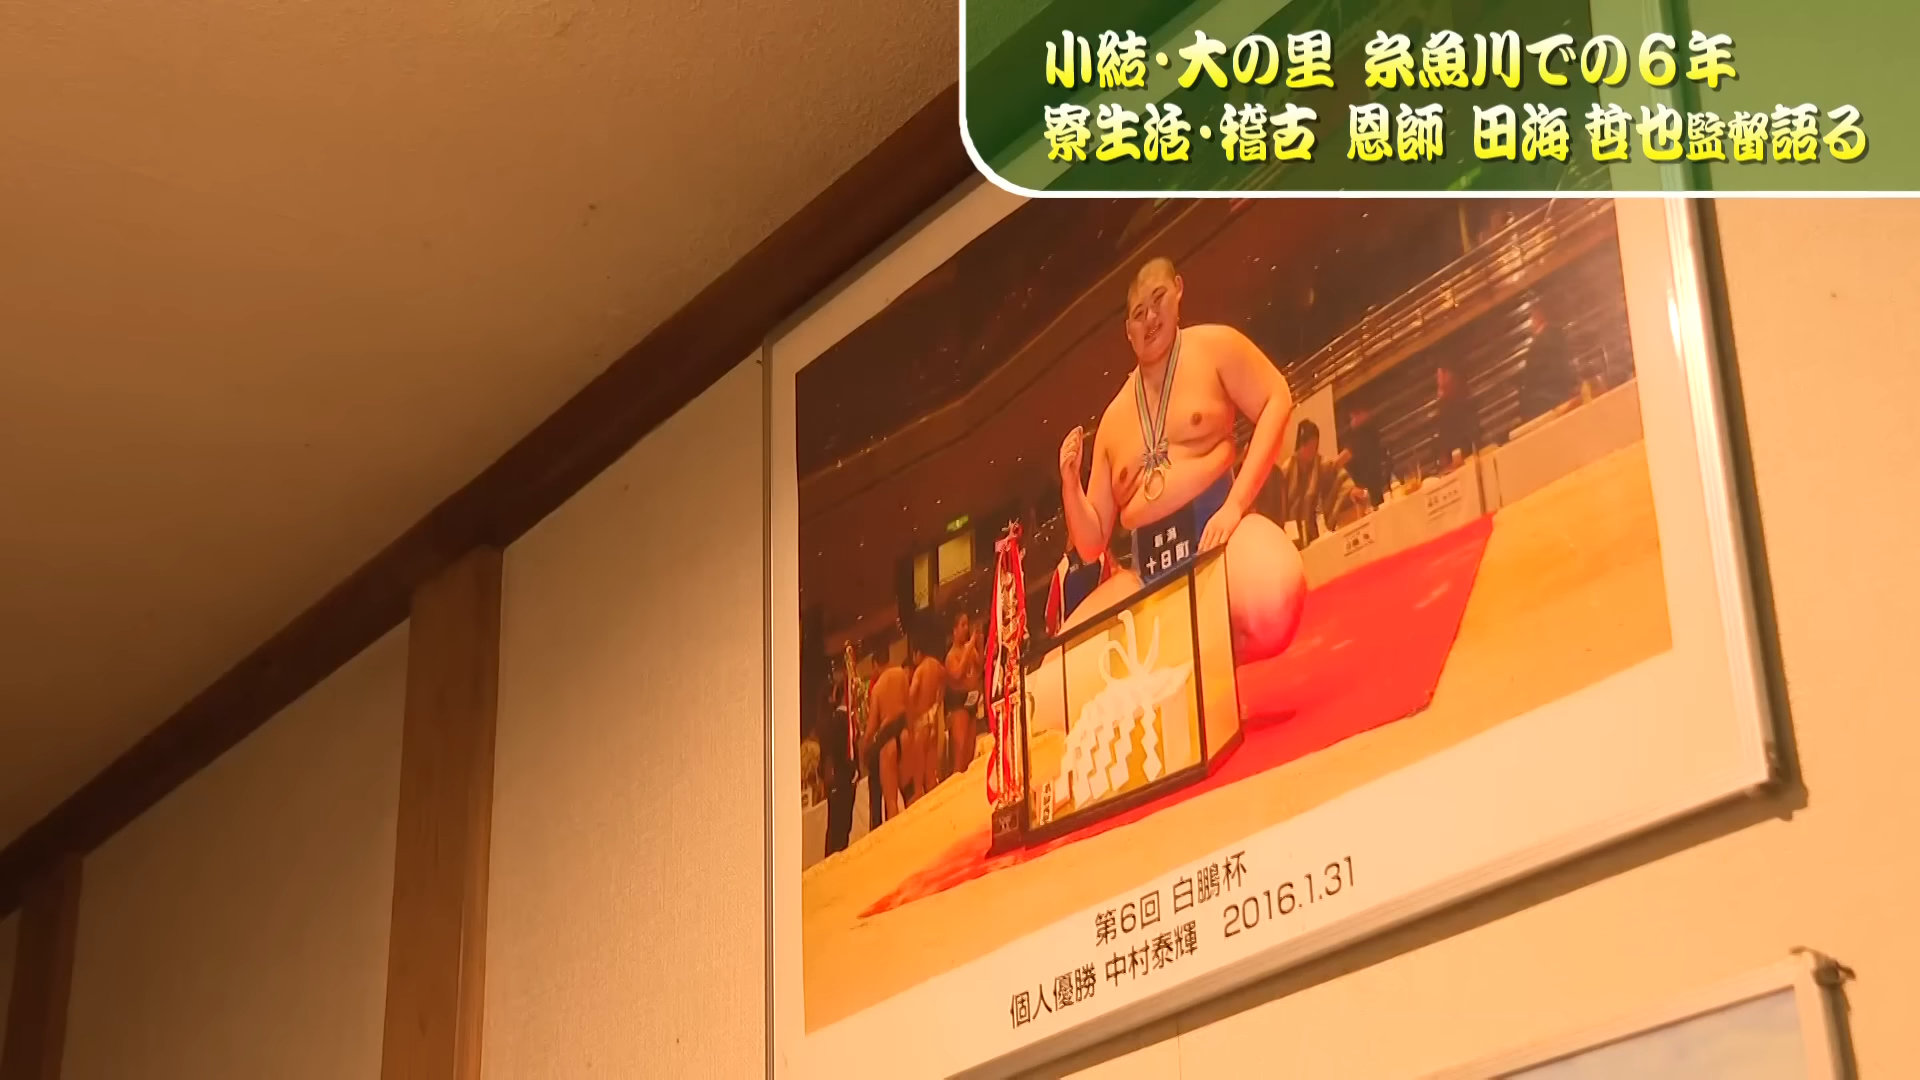 小結・大の里 糸魚川での6年
寮生活・稽古 恩師 田海 哲也監督語る
新潟
十日町
第6回 白鵬杯
個人優勝 中村泰輝 2016.1.31